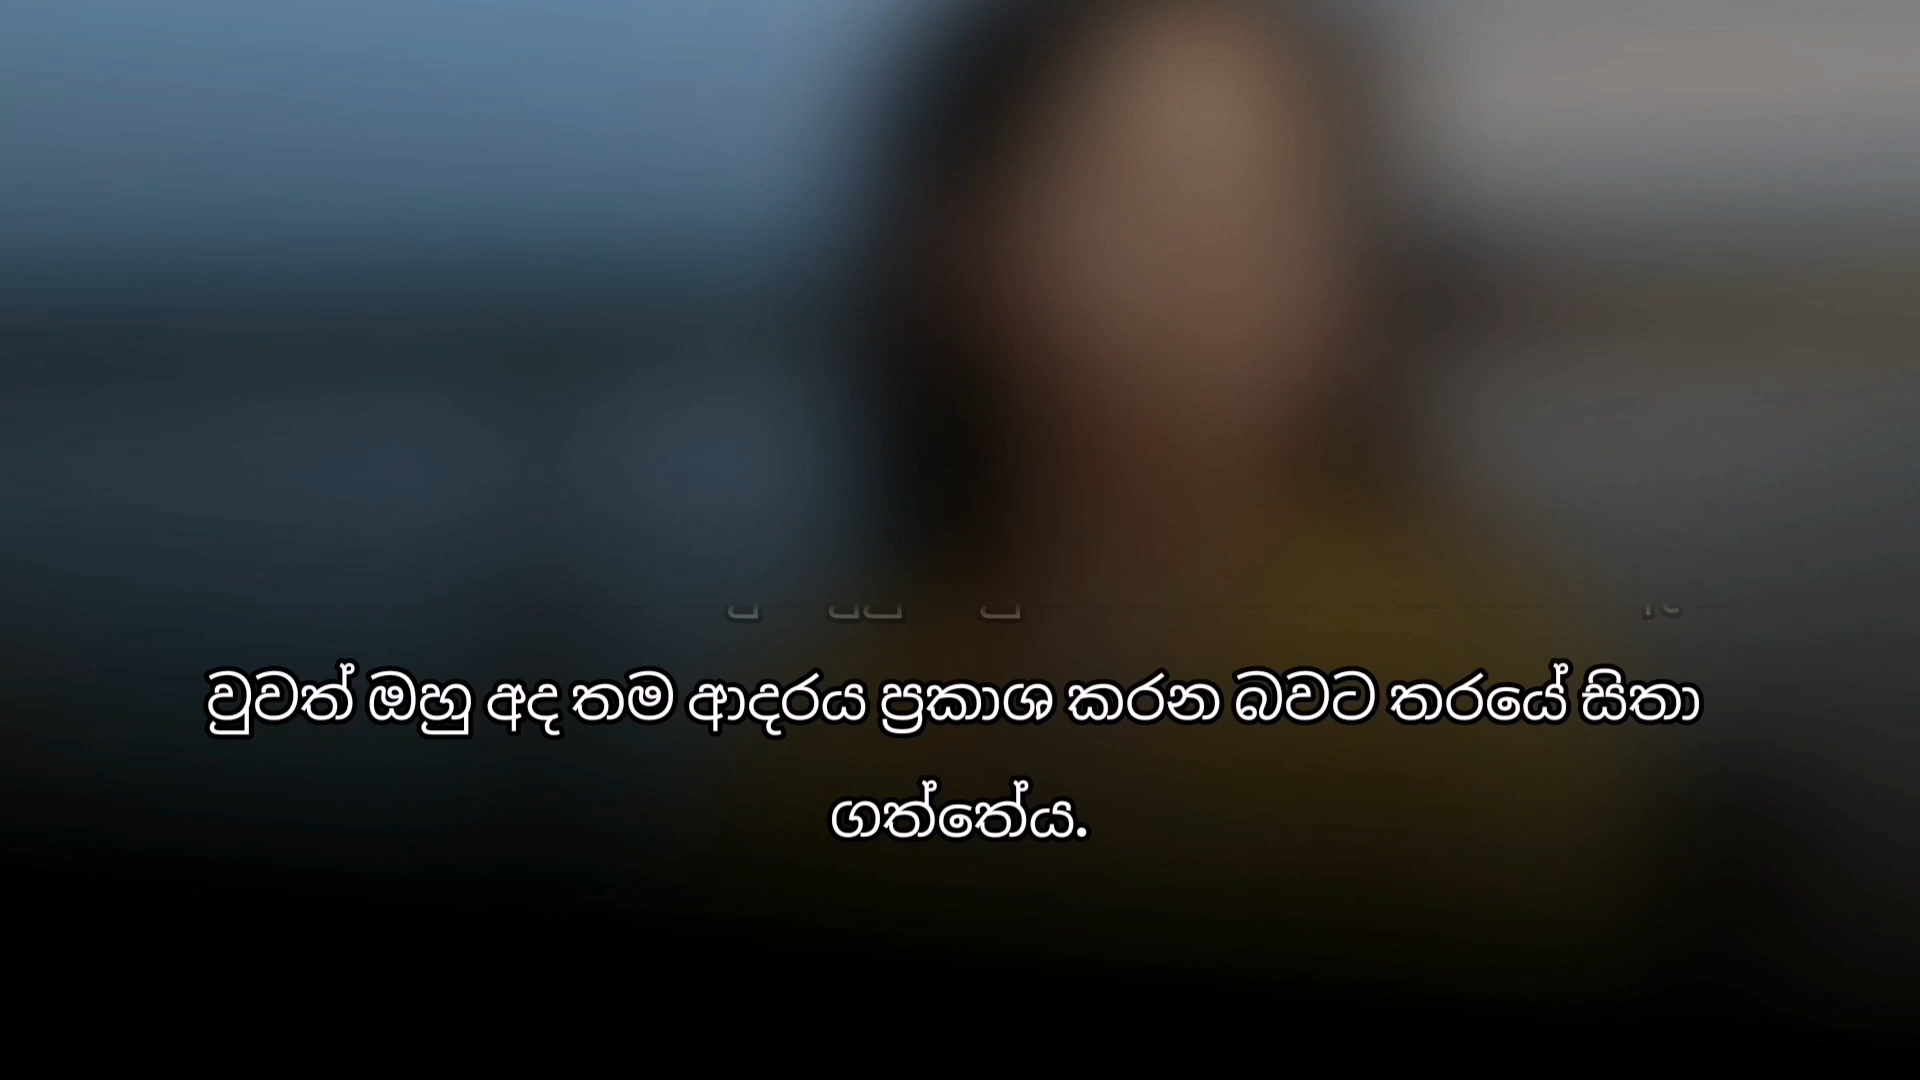 වුවත් ඔහු අද තම ආදරය ප්‍රකාශ කරන බවට තරයේ සිතා
ගත්තේය.